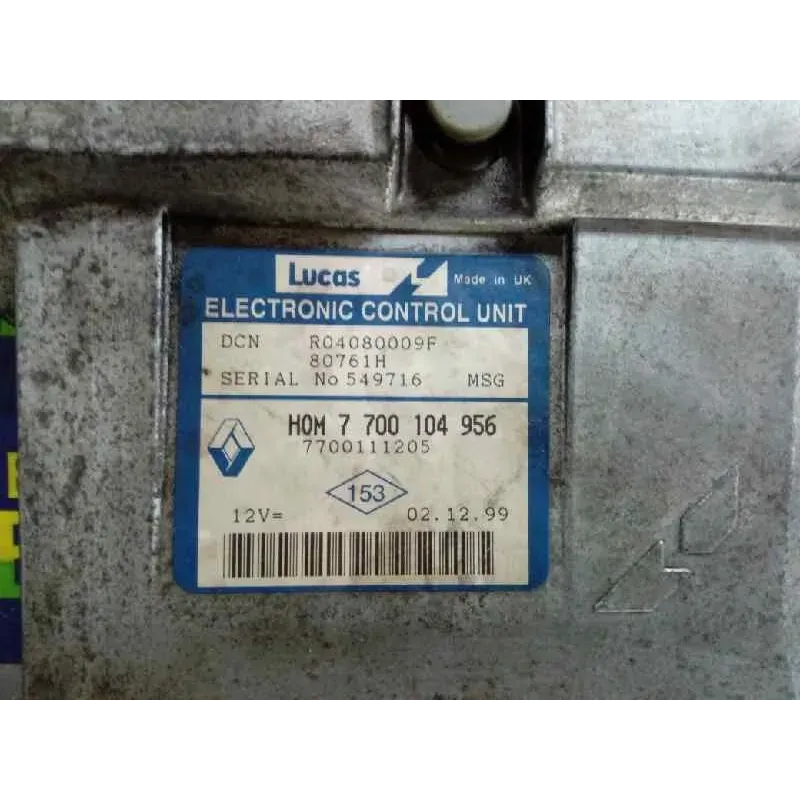 Lucas Made in UK
ELECTRONIC CONTROL UNIT
DCN R04080009F
80761H
SERIAL No 549716 MSG
HOM 7 700 104 956
7700111205
153
12V= 02.12.99